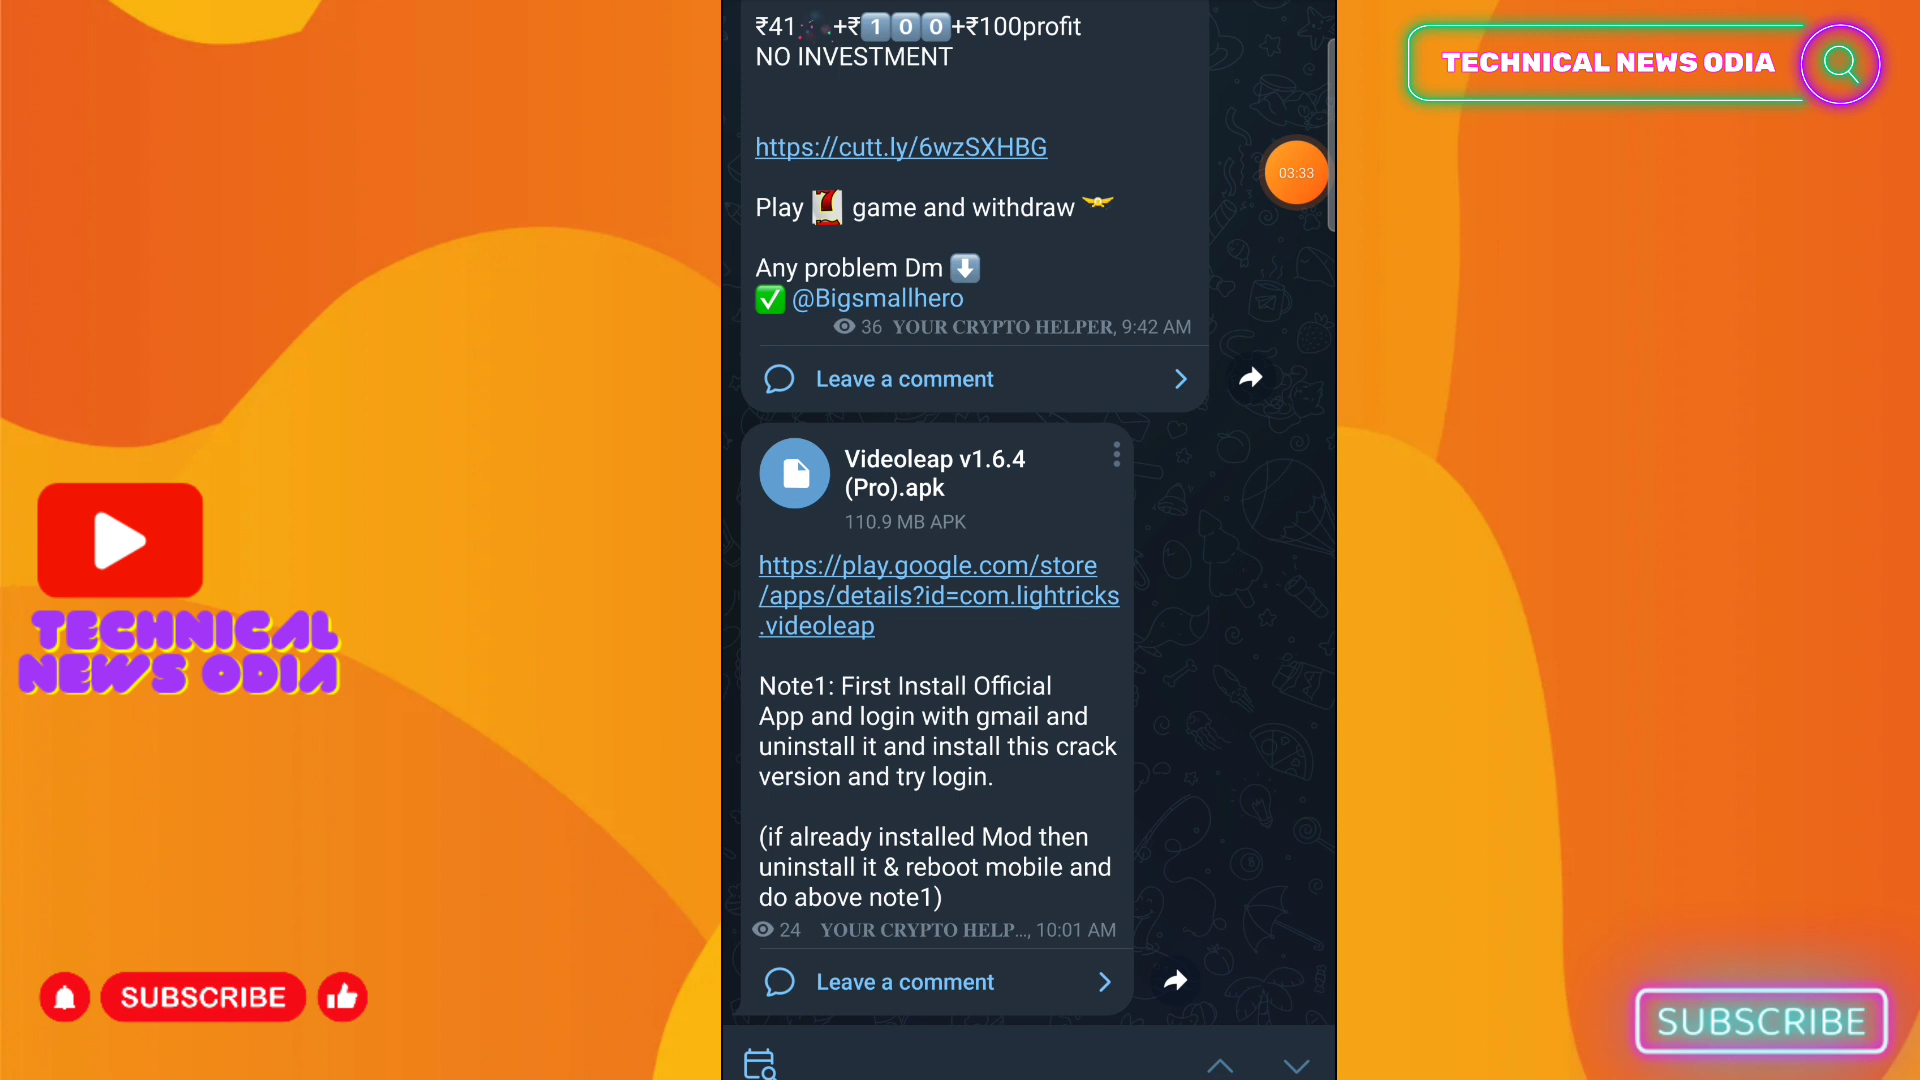 ₹41 +₹100+₹100profit
NO INVESTMENT
https://cutt.ly/6wzSXHBG
Play 7 game and withdraw
Any problem Dm ⬇️
✅ @Bigsmallhero
36 YOUR CRYPTO HELPER, 9:42 AM
Leave a comment
Videoleap v1.6.4
(Pro).apk
110.9 MB APK
https://play.google.com/store
/apps/details?id=com.lightricks
.videoleap
Note1: First Install Official
App and login with gmail and
uninstall it and install this crack
version and try login.
(if already installed Mod then
uninstall it & reboot mobile and
do above note1)
24 YOUR CRYPTO HELP..., 10:01 AM
Leave a comment
03:33
TECHNICAL NEWS ODIA
TECHNICAL
NEWS ODIA
SUBSCRIBE
SUBSCRIBE